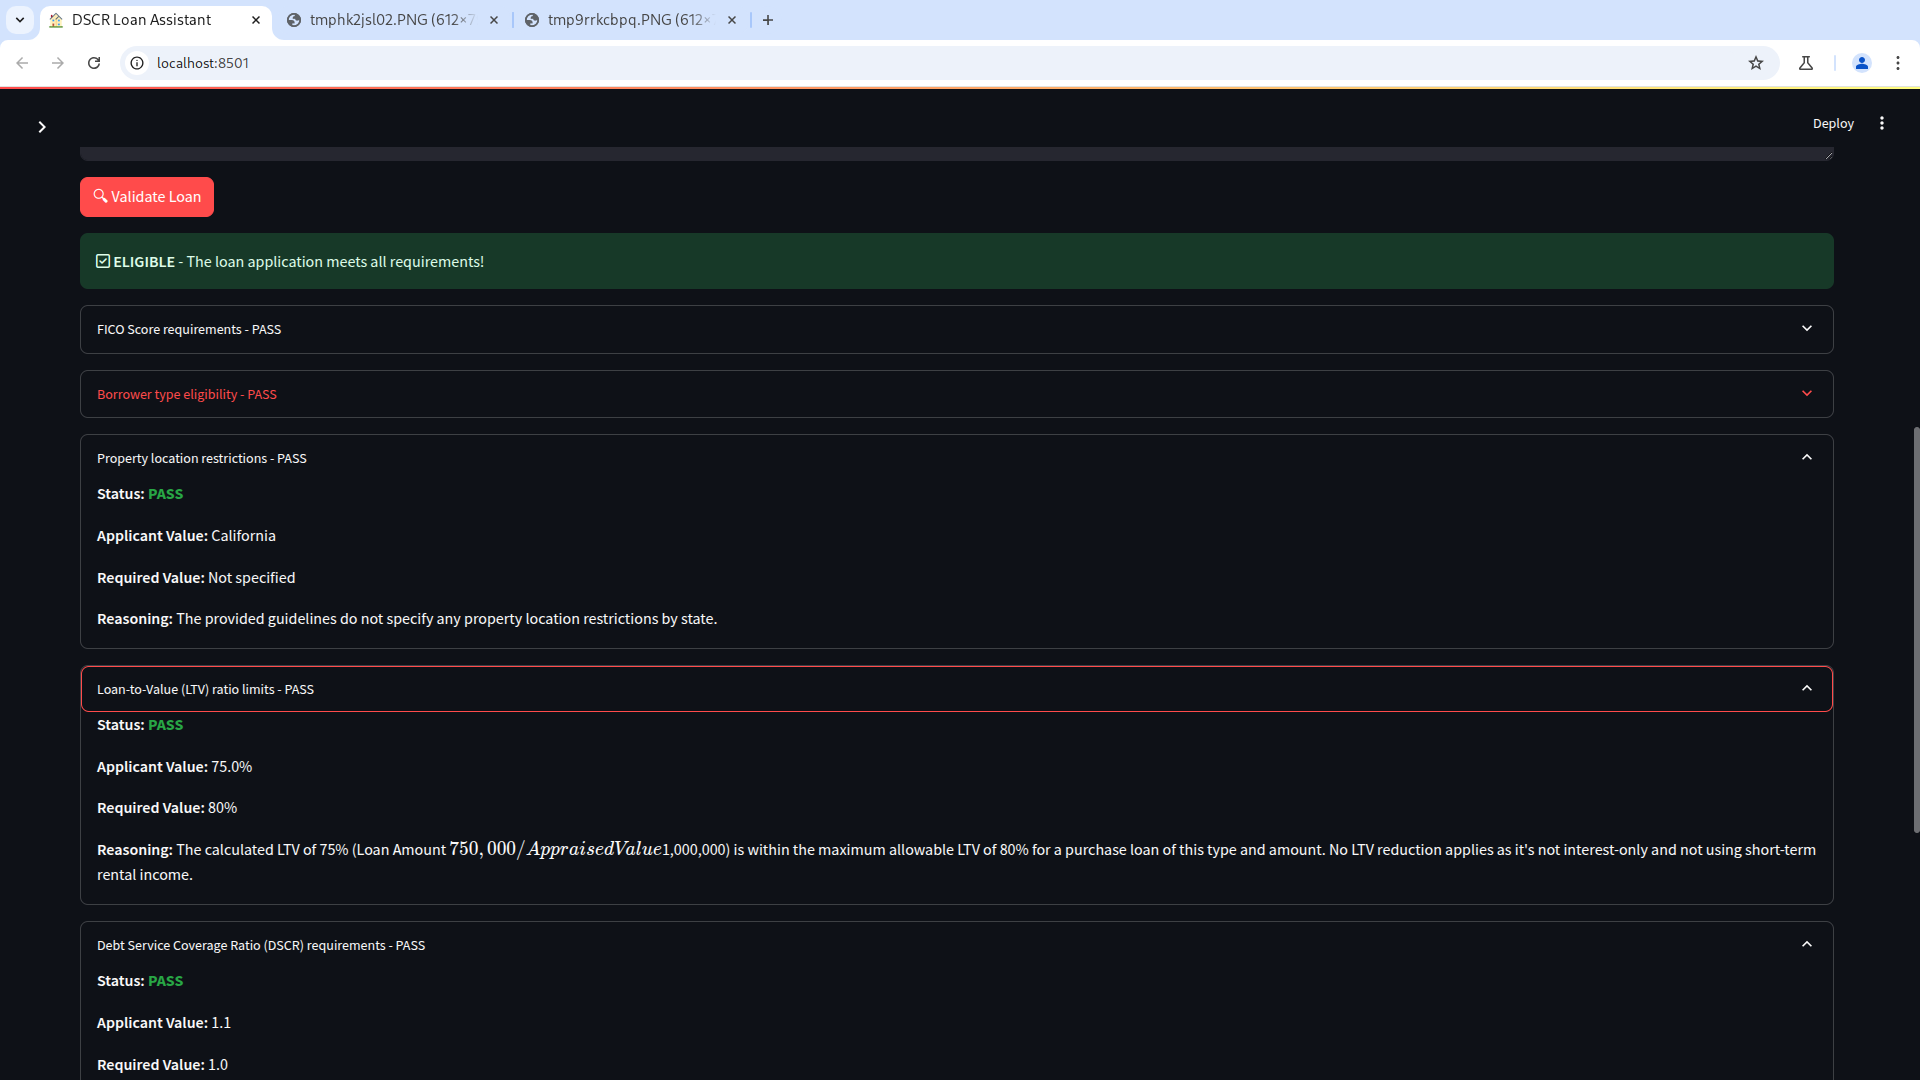 DSCR Loan Assistant
tmphk2jsl02.PNG (612×7
tmp9rrkcbpq.PNG (612×
localhost:8501
Deploy
Validate Loan
ELIGIBLE - The loan application meets all requirements!
FICO Score requirements - PASS
Borrower type eligibility - PASS
Property location restrictions - PASS
Status: PASS
Applicant Value: California
Required Value: Not specified
Reasoning: The provided guidelines do not specify any property location restrictions by state.
Loan-to-Value (LTV) ratio limits - PASS
Status: PASS
Applicant Value: 75.0%
Required Value: 80%
Reasoning: The calculated LTV of 75% (Loan Amount 750,000/AppraisedValue1,000,000) is within the maximum allowable LTV of 80% for a purchase loan of this type and amount. No LTV reduction applies as it's not interest-only and not using short-term
rental income.
Debt Service Coverage Ratio (DSCR) requirements - PASS
Status: PASS
Applicant Value: 1.1
Required Value: 1.0